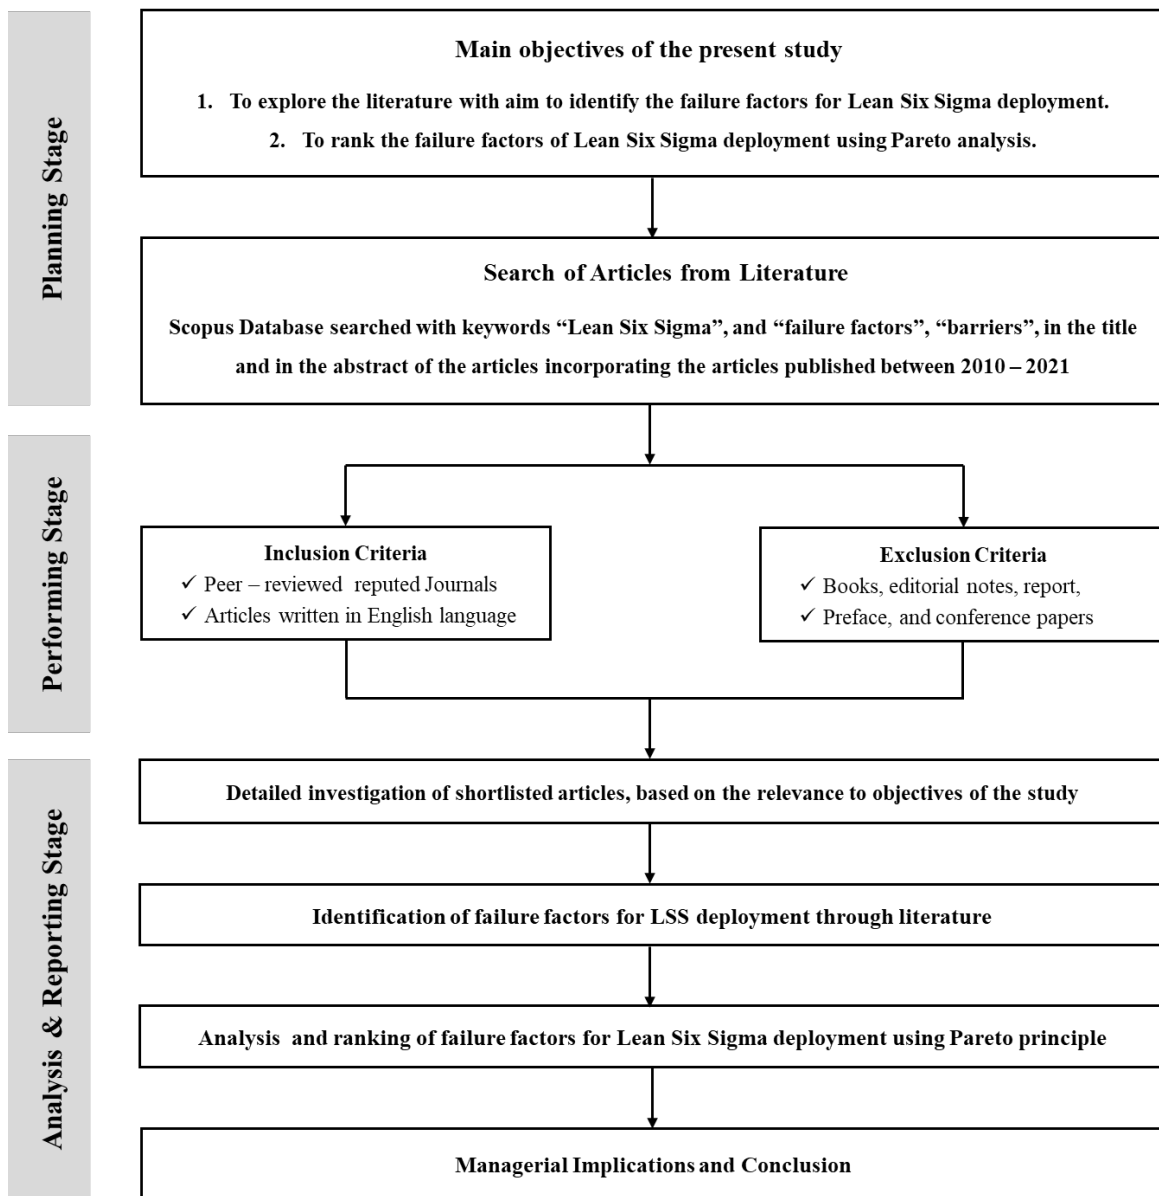 Planning Stage
Main objectives of the present study
1. To explore the literature with aim to identify the failure factors for Lean Six Sigma deployment.
2. To rank the failure factors of Lean Six Sigma deployment using Pareto analysis.
Search of Articles from Literature
Scopus Database searched with keywords “Lean Six Sigma”, and “failure factors”, “barriers”, in the title
and in the abstract of the articles incorporating the articles published between 2010 – 2021
Performing Stage
Inclusion Criteria
✓ Peer – reviewed reputed Journals
✓ Articles written in English language
Exclusion Criteria
✓ Books, editorial notes, report,
✓ Preface, and conference papers
Analysis & Reporting Stage
Detailed investigation of shortlisted articles, based on the relevance to objectives of the study
Identification of failure factors for LSS deployment through literature
Analysis and ranking of failure factors for Lean Six Sigma deployment using Pareto principle
Managerial Implications and Conclusion